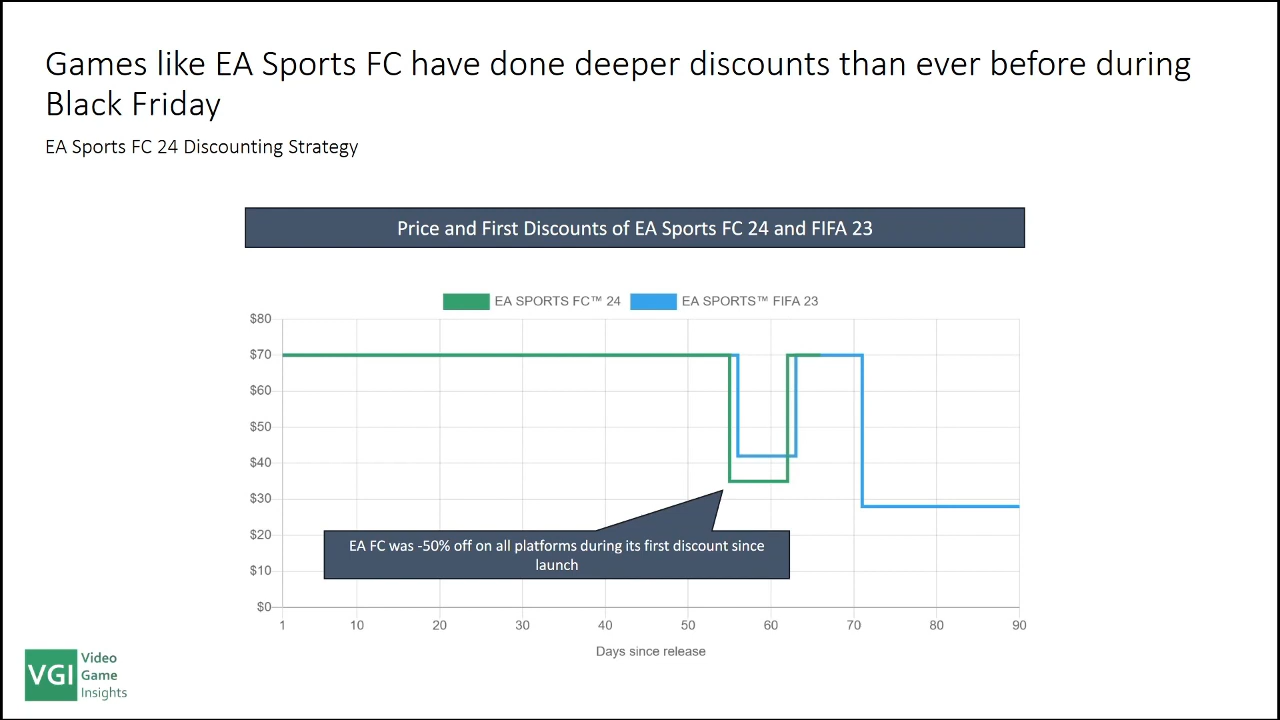 Games like EA Sports FC have done deeper discounts than ever before during
Black Friday
EA Sports FC 24 Discounting Strategy
Price and First Discounts of EA Sports FC 24 and FIFA 23
EA SPORTS FC™ 24
EA SPORTS™ FIFA 23
$80
$70
$60
$50
$40
$30
$20
$10
$0
EA FC was -50% off on all platforms during its first discount since
launch
1 10 20 30 40 50 60 70 80 90
Days since release
VGI
Video
Game
Insights